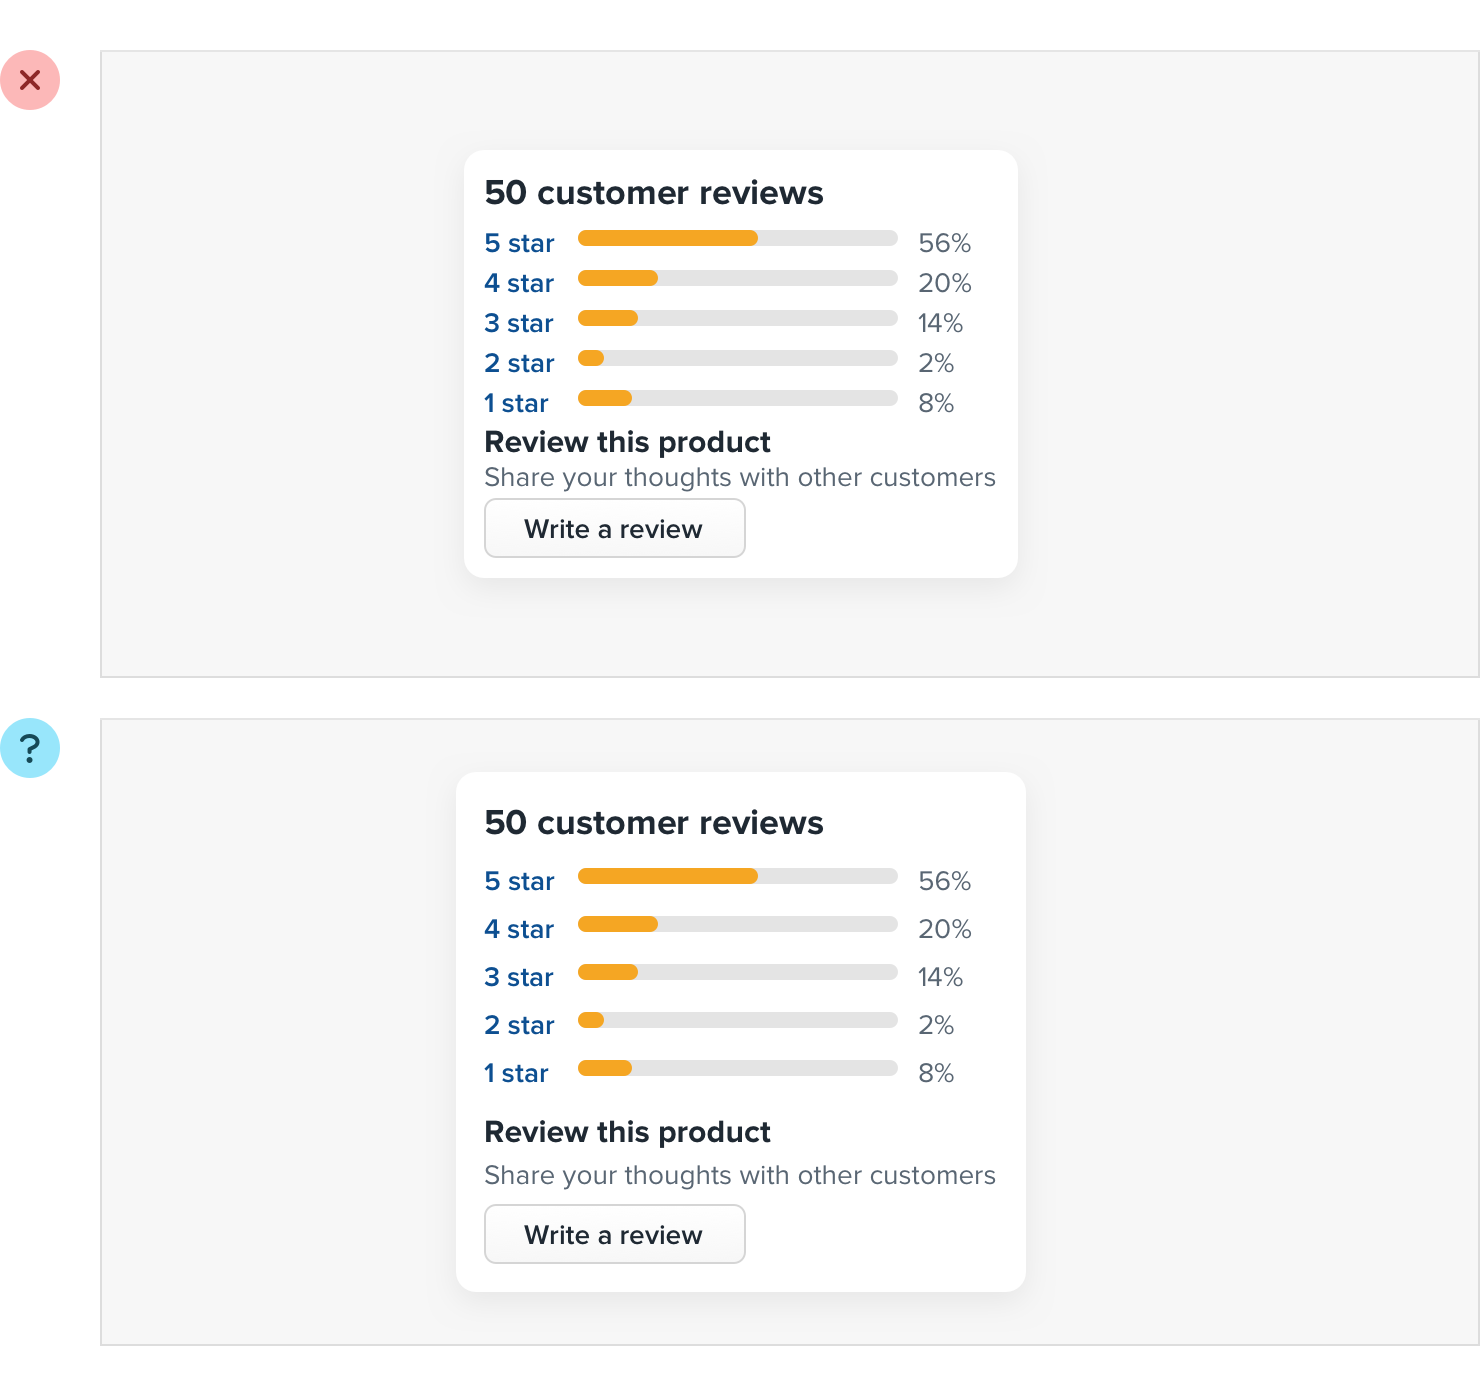 50 customer reviews
5 star 56%
4 star 20%
3 star 14%
2 star 2%
1 star 8%
Review this product
Share your thoughts with other customers
Write a review
?
50 customer reviews
5 star 56%
4 star 20%
3 star 14%
2 star 2%
1 star 8%
Review this product
Share your thoughts with other customers
Write a review